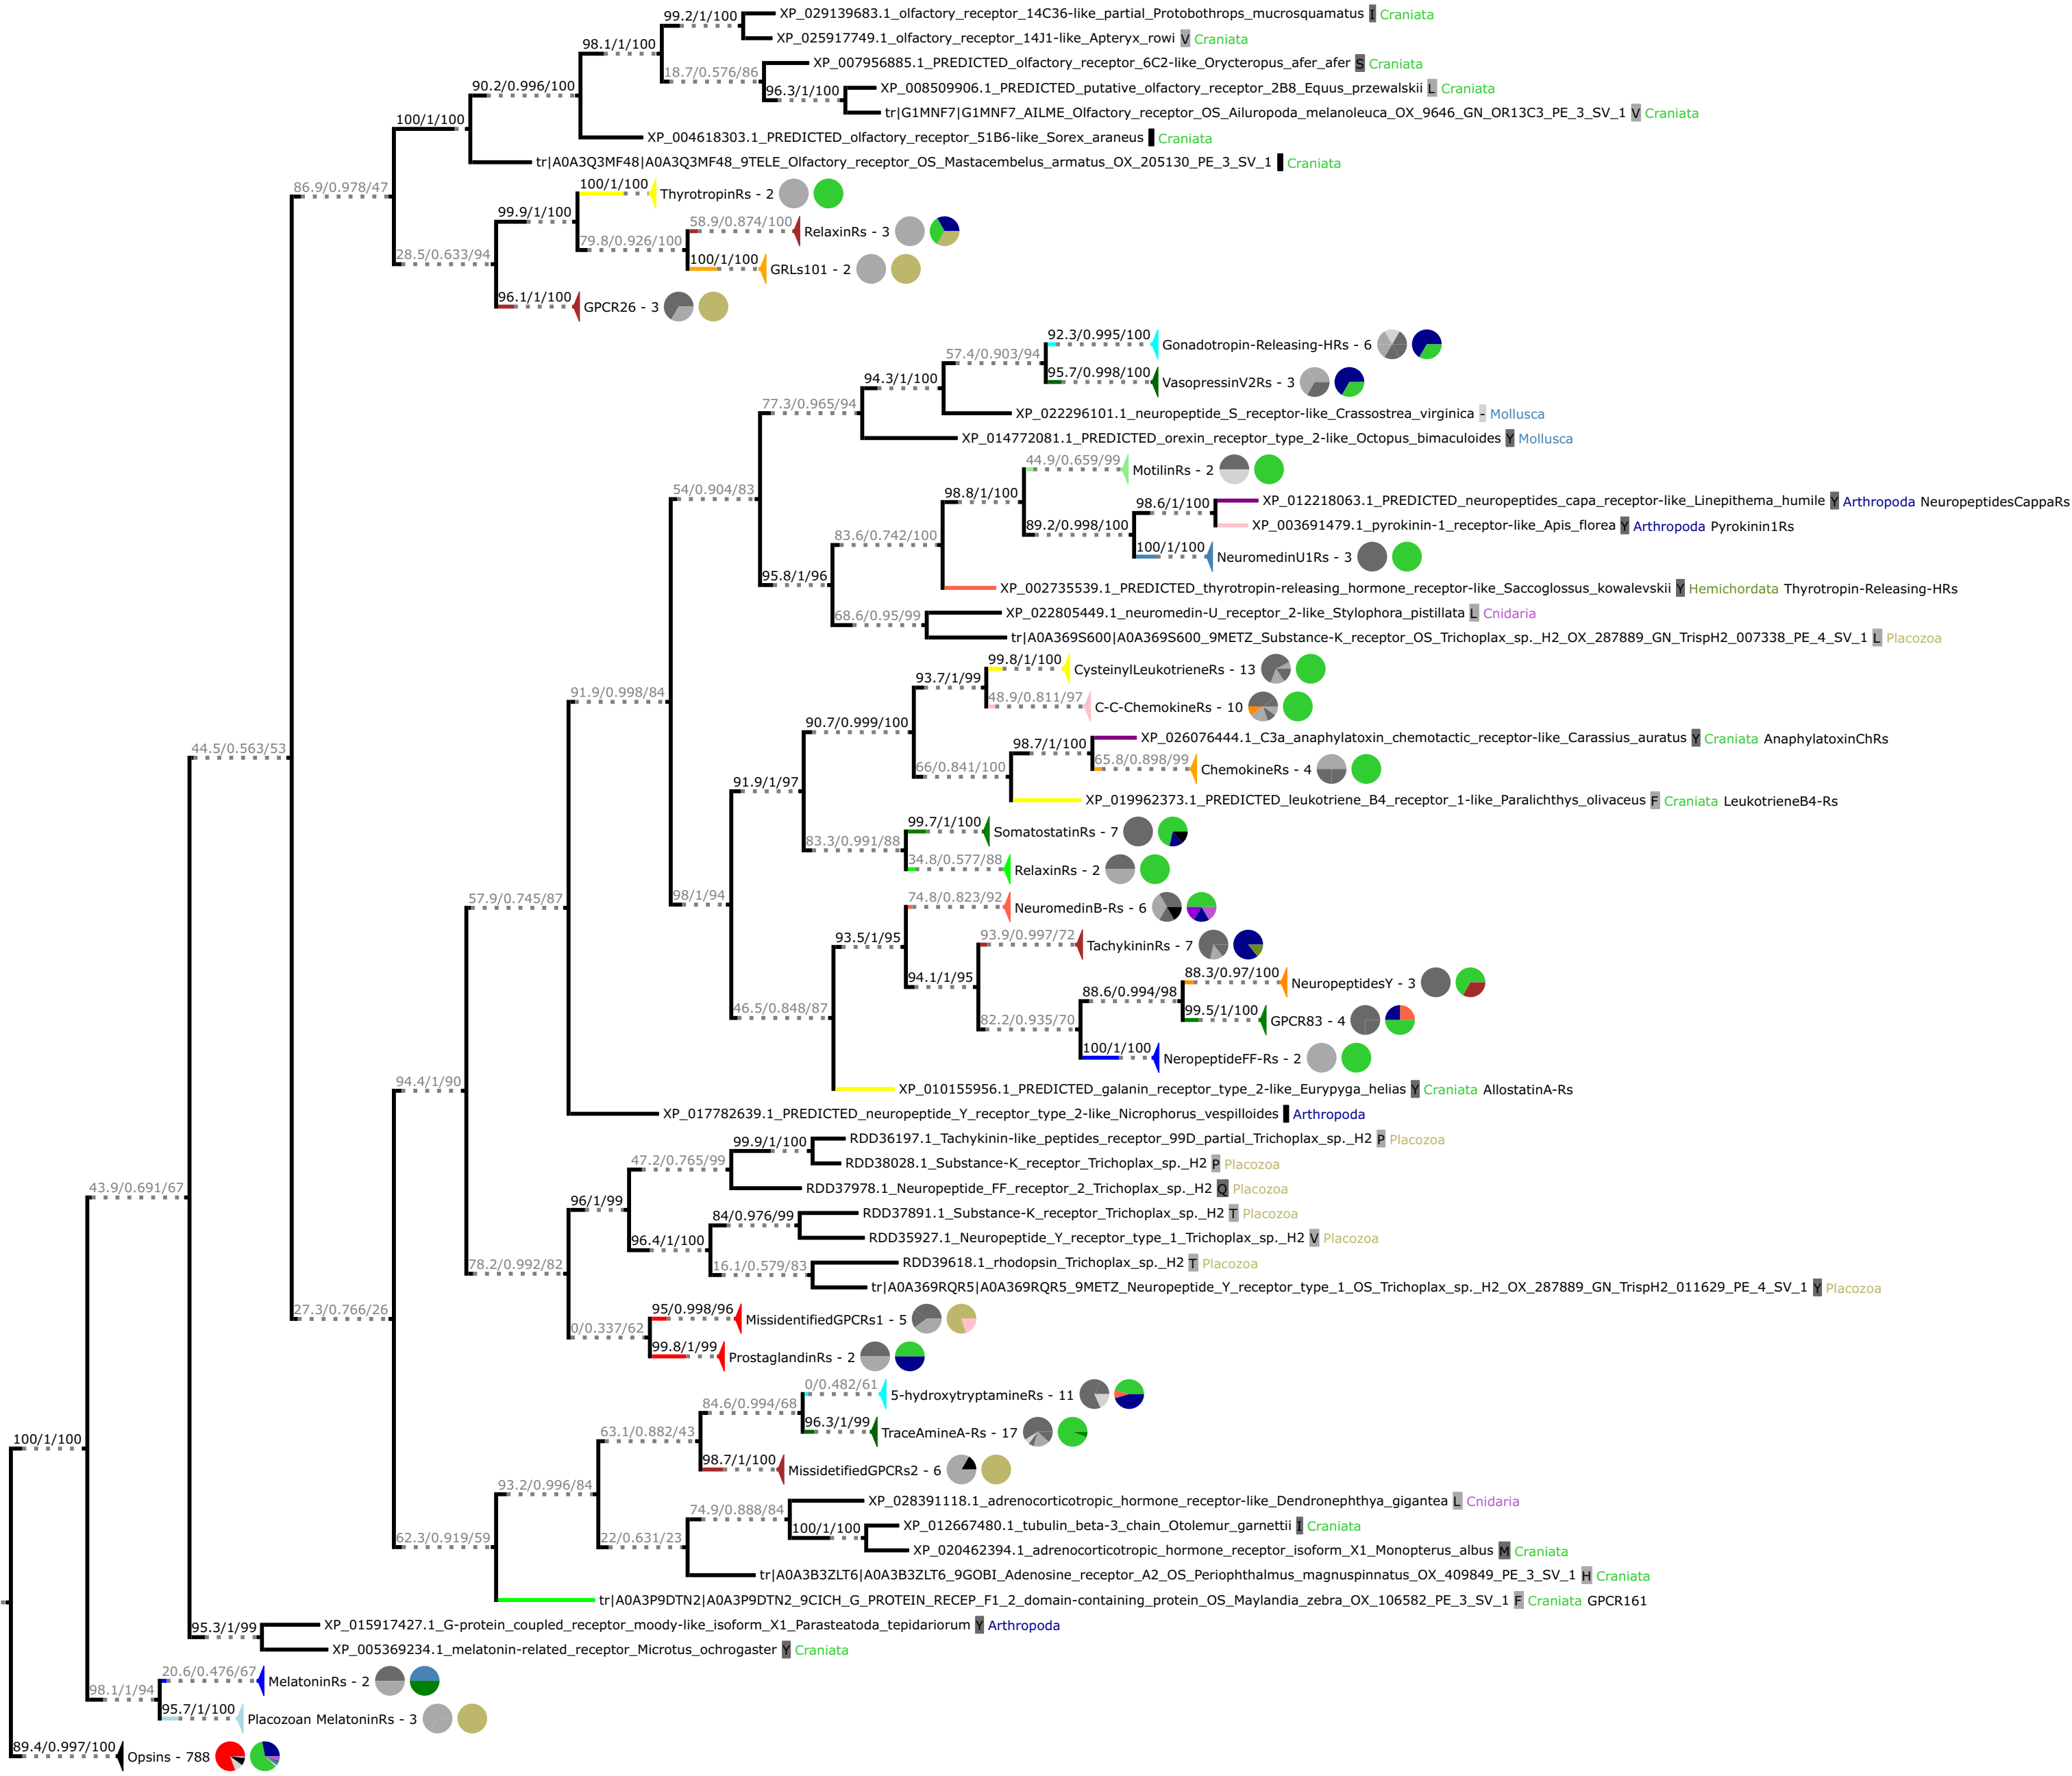 99.2/1/100
XP_029139683.1_olfactory_receptor_14C36-like_partial_Protobothrops_mucrosquamatus I Craniata
XP_025917749.1_olfactory_receptor_14J1-like_Apteryx_rowi V Craniata
98.1/1/100
XP_007956885.1_PREDICTED_olfactory_receptor_6C2-like_Orycteropus_afer_afer S Craniata
18.7/0.576/86
90.2/0.996/100
XP_008509906.1_PREDICTED_putative_olfactory_receptor_2B8_Equus_przewalskii L Craniata
96.3/1/100
tr|G1MNF7|G1MNF7_AILME_Olfactory_receptor_OS_Ailuropoda_melanoleuca_OX_9646_GN_OR13C3_PE_3_SV_1 V Craniata
100/1/100
XP_004618303.1_PREDICTED_olfactory_receptor_51B6-like_Sorex_araneus Craniata
tr|A0A3Q3MF48|A0A3Q3MF48_9TELE_Olfactory_receptor_OS_Mastacembelus_armatus_OX_205130_PE_3_SV_1 Craniata
86.9/0.978/47
100/1/100 ThyrotropinRs - 2
99.9/1/100
58.9/0.874/100 RelaxinRs - 3
79.8/0.926/100
28.5/0.633/94
100/1/100 GRLs101 - 2
96.1/1/100 GPCR26 - 3
92.3/0.995/100 Gonadotropin-Releasing-HRs - 6
57.4/0.903/94
95.7/0.998/100 VasopressinV2Rs - 3
94.3/1/100
77.3/0.965/94
XP_022296101.1_neuropeptide_S_receptor-like_Crassostrea_virginica - Mollusca
XP_014772081.1_PREDICTED_orexin_receptor_type_2-like_Octopus_bimaculoides Y Mollusca
44.9/0.659/99 MotilinRs - 2
54/0.904/83
98.8/1/100
98.6/1/100
XP_012218063.1_PREDICTED_neuropeptides_capa_receptor-like_Linepithema_humile Y Arthropoda NeuropeptidesCappaRs
XP_003691479.1_pyrokinin-1_receptor-like_Apis_florea Y Arthropoda Pyrokinin1Rs
89.2/0.998/100
83.6/0.742/100
100/1/100 NeuromedinU1Rs - 3
95.8/1/96
XP_002735539.1_PREDICTED_thyrotropin-releasing_hormone_receptor-like_Saccoglossus_kowalevskii Y Hemichordata Thyrotropin-Releasing-HRs
XP_022805449.1_neuromedin-U_receptor_2-like_Stylophora_pistillata L Cnidaria
68.6/0.95/99
tr|A0A369S600|A0A369S600_9METZ_Substance-K_receptor_OS_Trichoplax_sp._H2_OX_287889_GN_TrispH2_007338_PE_4_SV_1 L Placozoa
99.8/1/100 CysteinylLeukotrieneRs - 13
93.7/1/99
91.9/0.998/84
48.9/0.811/97 C-C-ChemokineRs - 10
90.7/0.999/100
XP_026076444.1_C3a_anaphylatoxin_chemotactic_receptor-like_Carassius_auratus Y Craniata AnaphylatoxinChRs
98.7/1/100
44.5/0.563/53
65.8/0.898/99 ChemokineRs - 4
66/0.841/100
91.9/1/97
XP_019962373.1_PREDICTED_leukotriene_B4_receptor_1-like_Paralichthys_olivaceus F Craniata LeukotrieneB4-Rs
99.7/1/100 SomatostatinRs - 7
83.3/0.991/88
34.8/0.577/88 RelaxinRs - 2
98/1/94
57.9/0.745/87
74.8/0.823/92 NeuromedinB-Rs - 6
93.5/1/95
93.9/0.997/72 TachykininRs - 7
94.1/1/95
88.3/0.97/100 NeuropeptidesY - 3
88.6/0.994/98
46.5/0.848/87
99.5/1/100 GPCR83 - 4
82.2/0.935/70
100/1/100 NeropeptideFF-Rs - 2
94.4/1/90
XP_010155956.1_PREDICTED_galanin_receptor_type_2-like_Eurypyga_helias Y Craniata AllostatinA-Rs
XP_017782639.1_PREDICTED_neuropeptide_Y_receptor_type_2-like_Nicrophorus_vespilloides Arthropoda
99.9/1/100
RDD36197.1_Tachykinin-like_peptides_receptor_99D_partial_Trichoplax_sp._H2 P Placozoa
47.2/0.765/99
RDD38028.1_Substance-K_receptor_Trichoplax_sp._H2 P Placozoa
43.9/0.691/67
RDD37978.1_Neuropeptide_FF_receptor_2_Trichoplax_sp._H2 Q Placozoa
96/1/99
84/0.976/99
RDD37891.1_Substance-K_receptor_Trichoplax_sp._H2 T Placozoa
RDD35927.1_Neuropeptide_Y_receptor_type_1_Trichoplax_sp._H2 V Placozoa
96.4/1/100
78.2/0.992/82
RDD39618.1_rhodopsin_Trichoplax_sp._H2 T Placozoa
16.1/0.579/83
tr|A0A369RQR5|A0A369RQR5_9METZ_Neuropeptide_Y_receptor_type_1_OS_Trichoplax_sp._H2_OX_287889_GN_TrispH2_011629_PE_4_SV_1 Y Placozoa
27.3/0.766/26
95/0.998/96 MissidentifiedGPCRs1 - 5
0/0.337/62
99.8/1/99 ProstaglandinRs - 2
0/0.482/61 5-hydroxytryptamineRs - 11
84.6/0.994/68
96.3/1/99 TraceAmineA-Rs - 17
63.1/0.882/43
100/1/100
98.7/1/100 MissidetifiedGPCRs2 - 6
93.2/0.996/84
XP_028391118.1_adrenocorticotropic_hormone_receptor-like_Dendronephthya_gigantea L Cnidaria
74.9/0.888/84
XP_012667480.1_tubulin_beta-3_chain_Otolemur_garnettii I Craniata
100/1/100
62.3/0.919/59
22/0.631/23
XP_020462394.1_adrenocorticotropic_hormone_receptor_isoform_X1_Monopterus_albus M Craniata
tr|A0A3B3ZLT6|A0A3B3ZLT6_9GOBI_Adenosine_receptor_A2_OS_Periophthalmus_magnuspinnatus_OX_409849_PE_3_SV_1 H Craniata
tr|A0A3P9DTN2|A0A3P9DTN2_9CICH_G_PROTEIN_RECEP_F1_2_domain-containing_protein_OS_Maylandia_zebra_OX_106582_PE_3_SV_1 F Craniata GPCR161
95.3/1/99
XP_015917427.1_G-protein_coupled_receptor_moody-like_isoform_X1_Parasteatoda_tepidariorum Y Arthropoda
XP_005369234.1_melatonin-related_receptor_Microtus_ochrogaster Y Craniata
20.6/0.476/67 MelatoninRs - 2
98.1/1/94
95.7/1/100 Placozoan MelatoninRs - 3
89.4/0.997/100 Opsins - 788